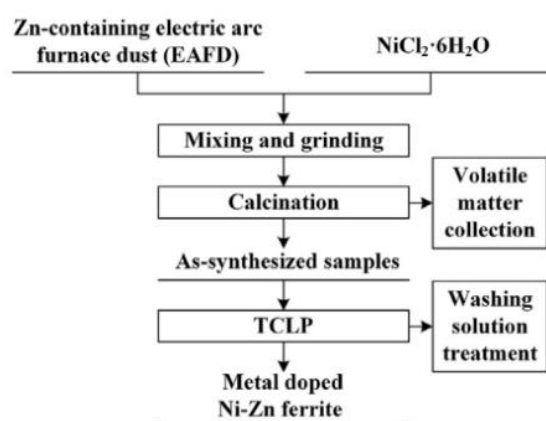 Zn-containing electric arc
furnace dust (EAFD)
NiCl₂·6H₂O
Mixing and grinding
Calcination
Volatile
matter
collection
As-synthesized samples
TCLP
Washing
solution
treatment
Metal doped
Ni-Zn ferrite